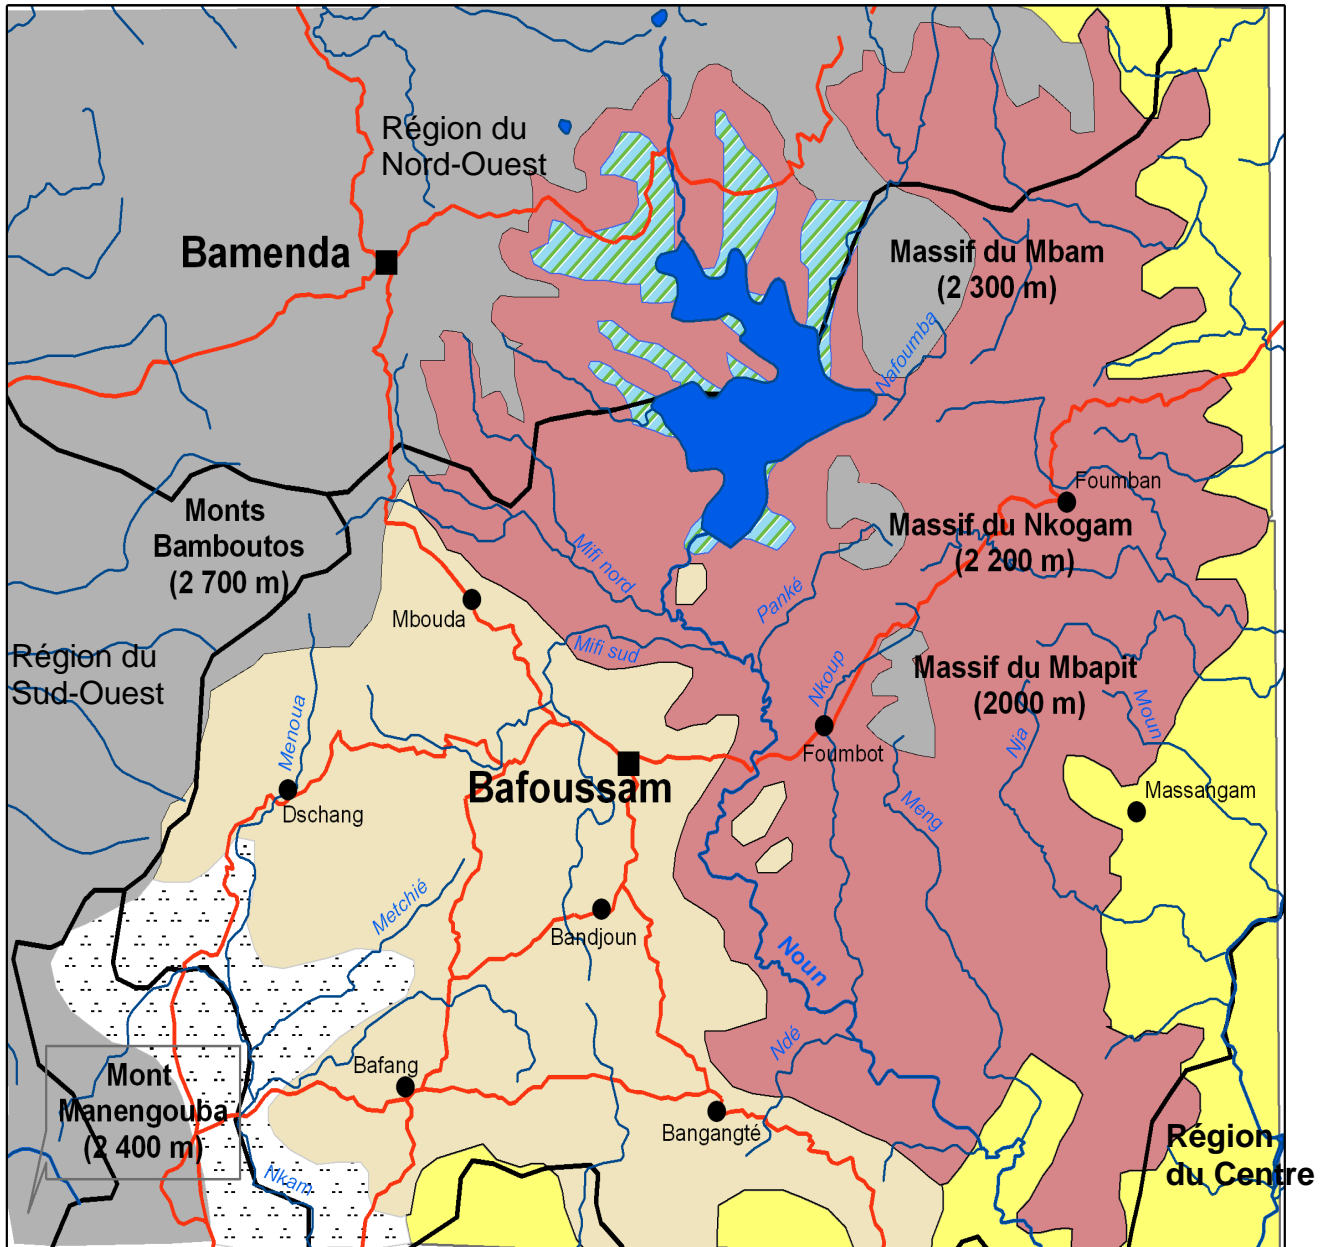 Région du
Nord-Ouest
Bamenda
Massif du Mbam
(2 300 m)
Nafoumba
Foumban
Monts
Bamboutos
(2 700 m)
Massif du Nkogam
(2 200 m)
Mifi nord
Panké
Mbouda
Mifi sud
Région du
Sud-Ouest
Nkoup
Massif du Mbapit
(2000 m)
Menoua
Moun
Nja
Foumbot
Bafoussam
Massangam
Dschang
Meng
Metchié
Bandjoun
Noun
Ndé
Bafang
Mont
Manengouba
(2 400 m)
Bangangté
Région
du Centre
Nkam